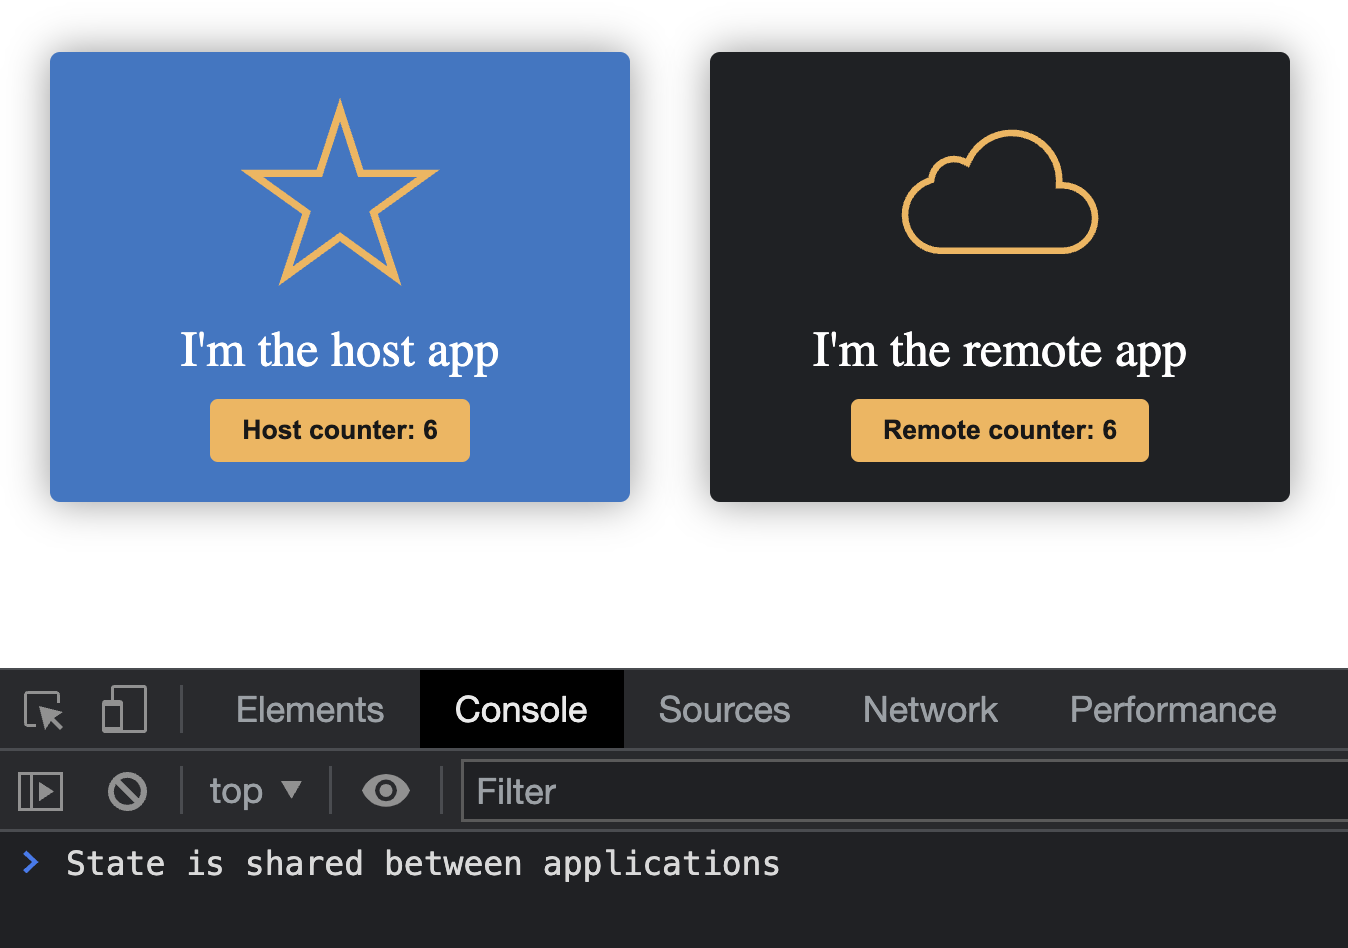 I'm the host app
Host counter: 6
I'm the remote app
Remote counter: 6
Elements Console Sources Network Performance
top Filter
State is shared between applications